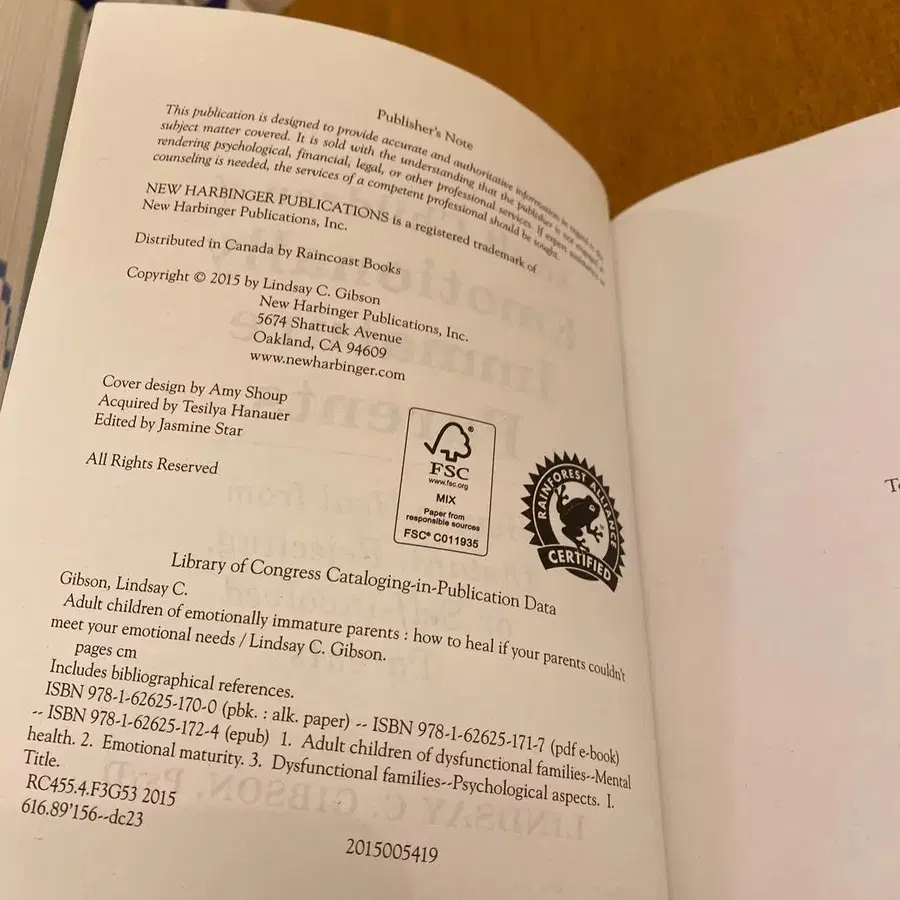 Publisher's Note
This publication is designed to provide accurate and authoritative information in regard to the
subject matter covered. It is sold with the understanding that the publisher is not engaged in
rendering psychological, financial, legal, or other professional services. If expert assistance or
counseling is needed, the services of a competent professional should be sought.
NEW HARBINGER PUBLICATIONS is a registered trademark of
New Harbinger Publications, Inc.
Distributed in Canada by Raincoast Books
Copyright © 2015 by Lindsay C. Gibson
New Harbinger Publications, Inc.
5674 Shattuck Avenue
Oakland, CA 94609
www.newharbinger.com
Cover design by Amy Shoup
Acquired by Tesilya Hanauer
Edited by Jasmine Star
All Rights Reserved
FSC
www.fsc.org
MIX
Paper from
responsible sources
FSC® C011935
RAINFOREST ALLIANCE
CERTIFIED
Library of Congress Cataloging-in-Publication Data
Gibson, Lindsay C.
Adult children of emotionally immature parents : how to heal if your parents couldn't
meet your emotional needs / Lindsay C. Gibson.
pages cm
Includes bibliographical references.
ISBN 978-1-62625-170-0 (pbk. : alk. paper) -- ISBN 978-1-62625-171-7 (pdf e-book)
-- ISBN 978-1-62625-172-4 (epub) 1. Adult children of dysfunctional families--Mental
health. 2. Emotional maturity. 3. Dysfunctional families--Psychological aspects. I.
Title.
RC455.4.F3G53 2015
616.89'156--dc23
2015005419